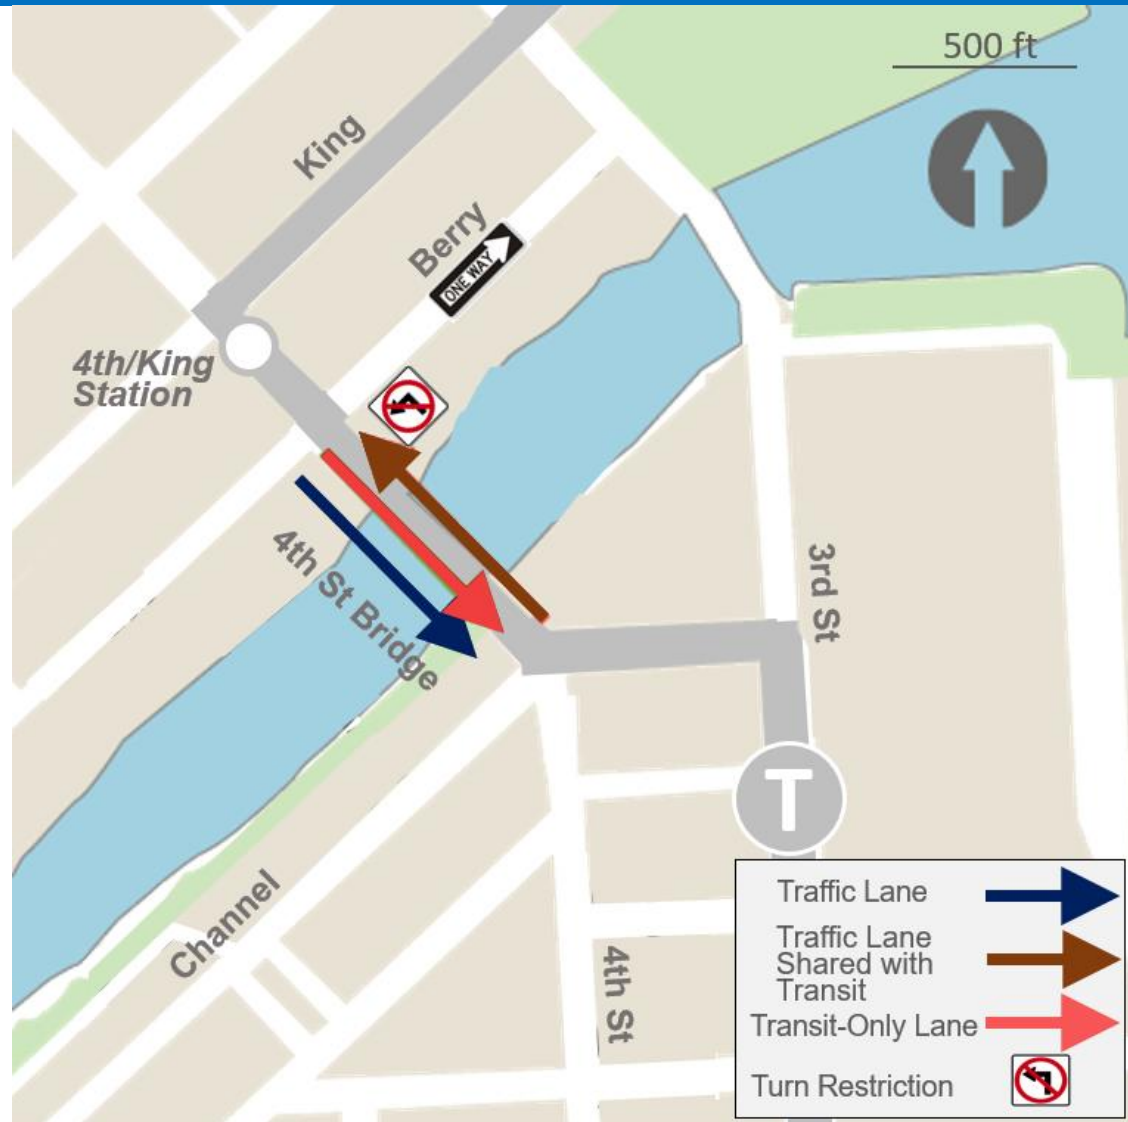 500 ft
King
Berry
ONE WAY
4th/King
Station
4th St Bridge
3rd St
T
Channel
4th St
Traffic Lane
Traffic Lane
Shared with
Transit
Transit-Only Lane
Turn Restriction